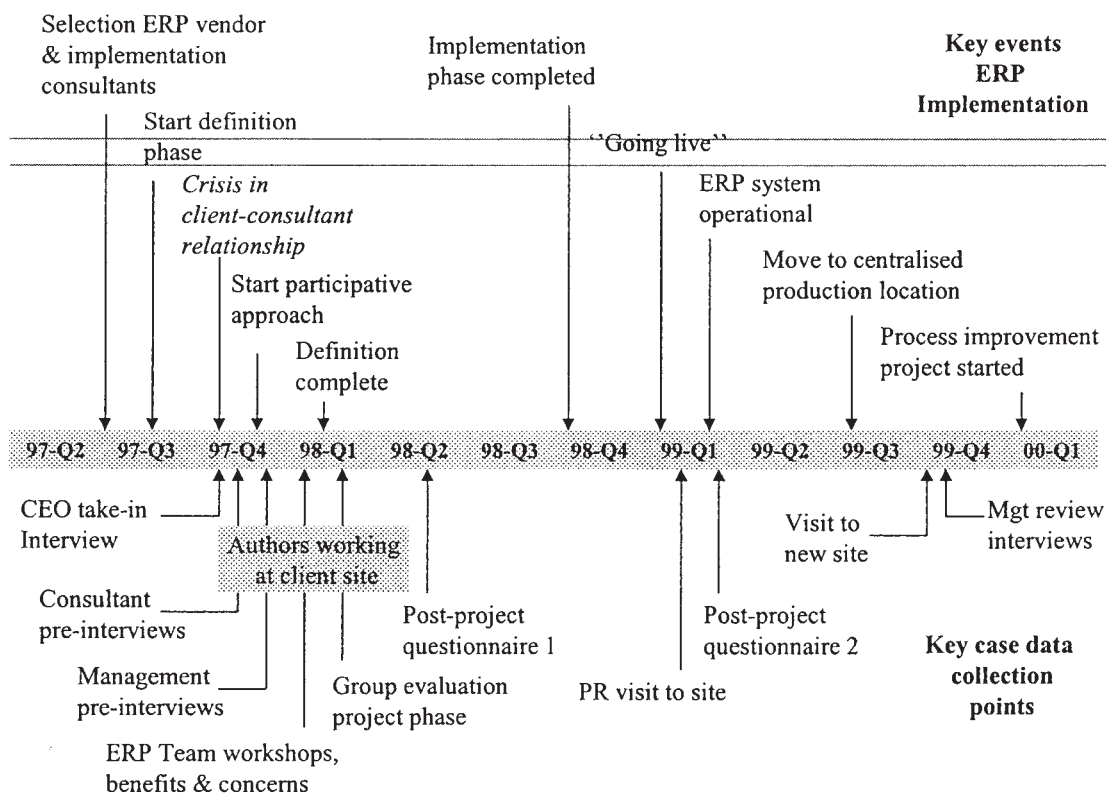 Selection ERP vendor
& implementation
consultants
Implementation
phase completed
Key events
ERP
Implementation
Start definition
phase
‘’Going live’’
Crisis in
client-consultant
relationship
ERP system
operational
Start participative
approach
Move to centralised
production location
Definition
complete
Process improvement
project started
97-Q2 97-Q3 97-Q4 98-Q1 98-Q2 98-Q3 98-Q4 99-Q1 99-Q2 99-Q3 99-Q4 00-Q1
CEO take-in
Interview
Authors working
at client site
Visit to
new site
Mgt review
interviews
Consultant
pre-interviews
Post-project
questionnaire 1
Post-project
questionnaire 2
Key case data
collection
points
Management
pre-interviews
Group evaluation
project phase
PR visit to site
ERP Team workshops,
benefits & concerns